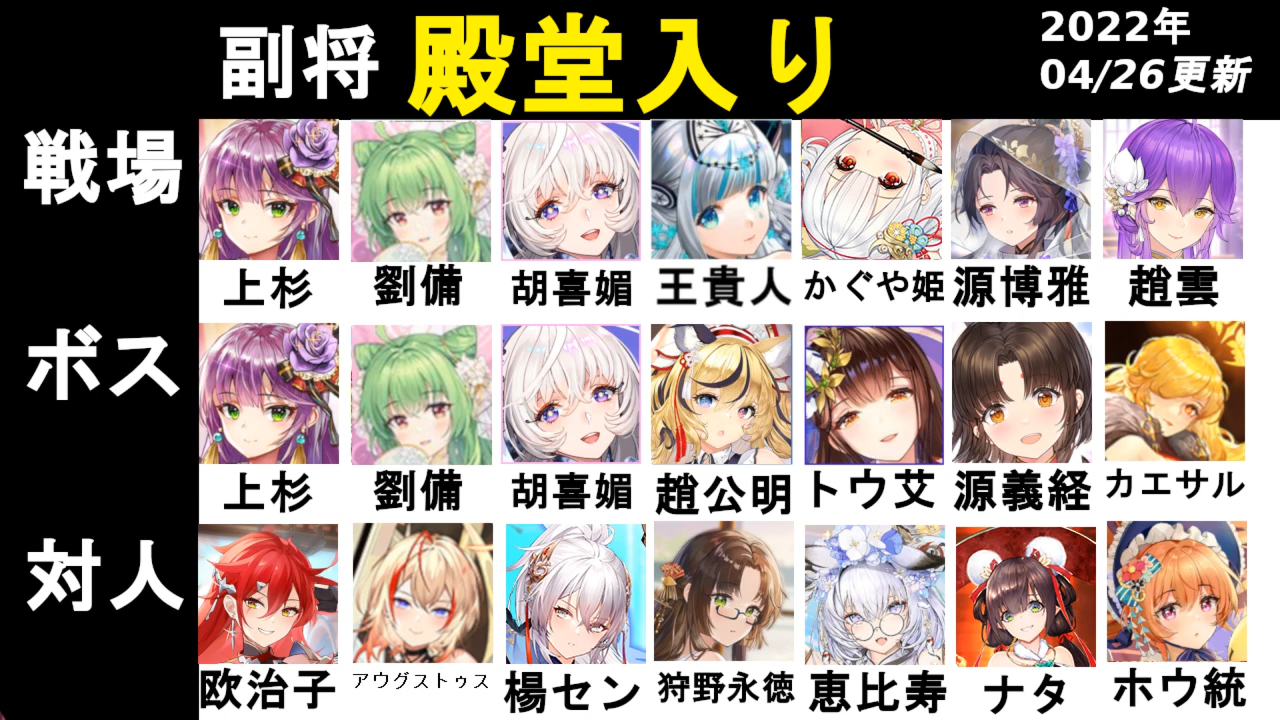 副将 殿堂入り
2022年
04/26更新
戦場
上杉 劉備 胡喜媚 王貴人 かぐや姫 源博雅 趙雲
ボス
上杉 劉備 胡喜媚 趙公明 トウ艾 源義経 カエサル
対人
欧治子 アウグストゥス 楊セン 狩野永徳 恵比寿 ナタ ホウ統